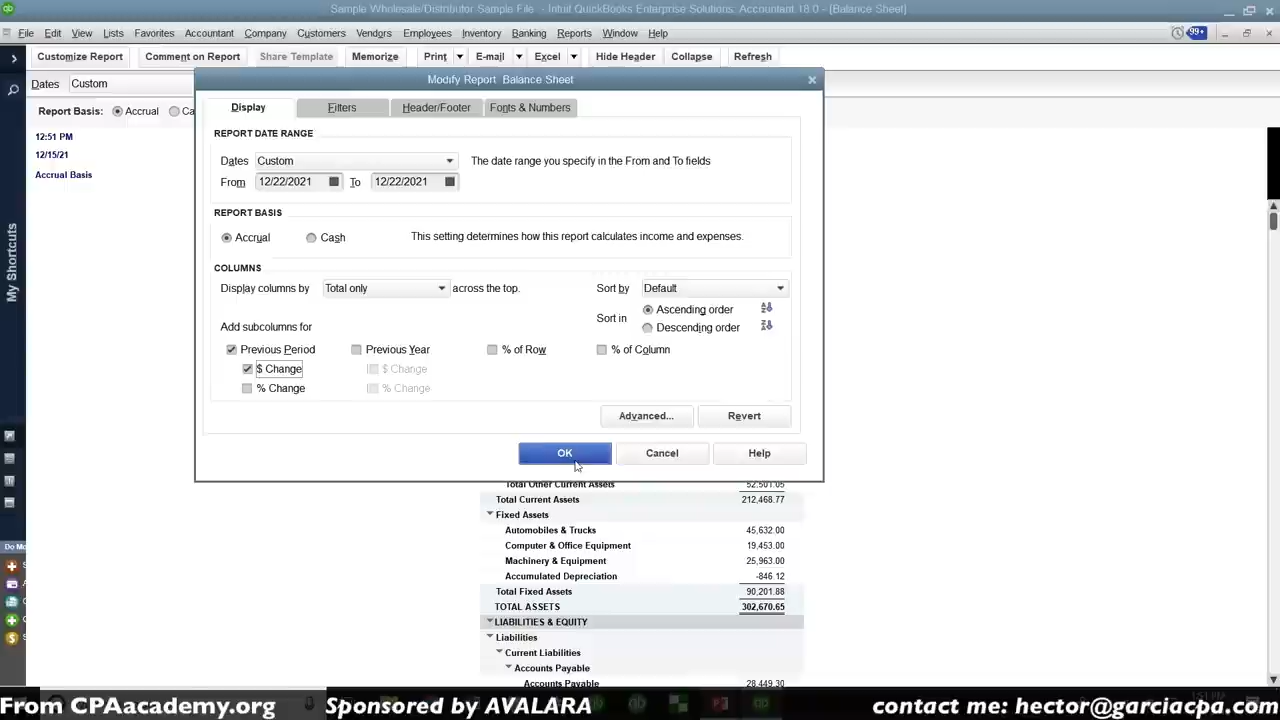 Sample Wholesale/Distributor Sample File - Intuit QuickBooks Enterprise Solutions: Accountant 18.0 - [Balance Sheet]
File Edit View Lists Favorites Accountant Company Customers Vendors Employees Inventory Banking Reports Window Help
99+
Customize Report Comment on Report Share Template Memorize Print E-mail Excel Hide Header Collapse Refresh
Dates Custom
Modify Report Balance Sheet
Report Basis: Accrual Ca
12:51 PM
12/15/21
Accrual Basis
My Shortcuts
Do Mo
Display Filters Header/Footer Fonts & Numbers
REPORT DATE RANGE
Dates Custom The date range you specify in the From and To fields
From 12/22/2021 To 12/22/2021
REPORT BASIS
Accrual Cash This setting determines how this report calculates income and expenses.
COLUMNS
Display columns by Total only across the top. Sort by Default
Sort in Ascending order
Descending order
Add subcolumns for
Previous Period Previous Year % of Row % of Column
$ Change $ Change
% Change % Change
Advanced... Revert
OK Cancel Help
Total Other Current Assets 52,501.05
Total Current Assets 212,468.77
Fixed Assets
Automobiles & Trucks 45,632.00
Computer & Office Equipment 19,453.00
Machinery & Equipment 25,963.00
Accumulated Depreciation -846.12
Total Fixed Assets 90,201.88
TOTAL ASSETS 302,670.65
LIABILITIES & EQUITY
Liabilities
Current Liabilities
Accounts Payable
Accounts Payable 28,449.30
From CPAacademy.org Sponsored by AVALARA contact me: hector@garciacpa.com